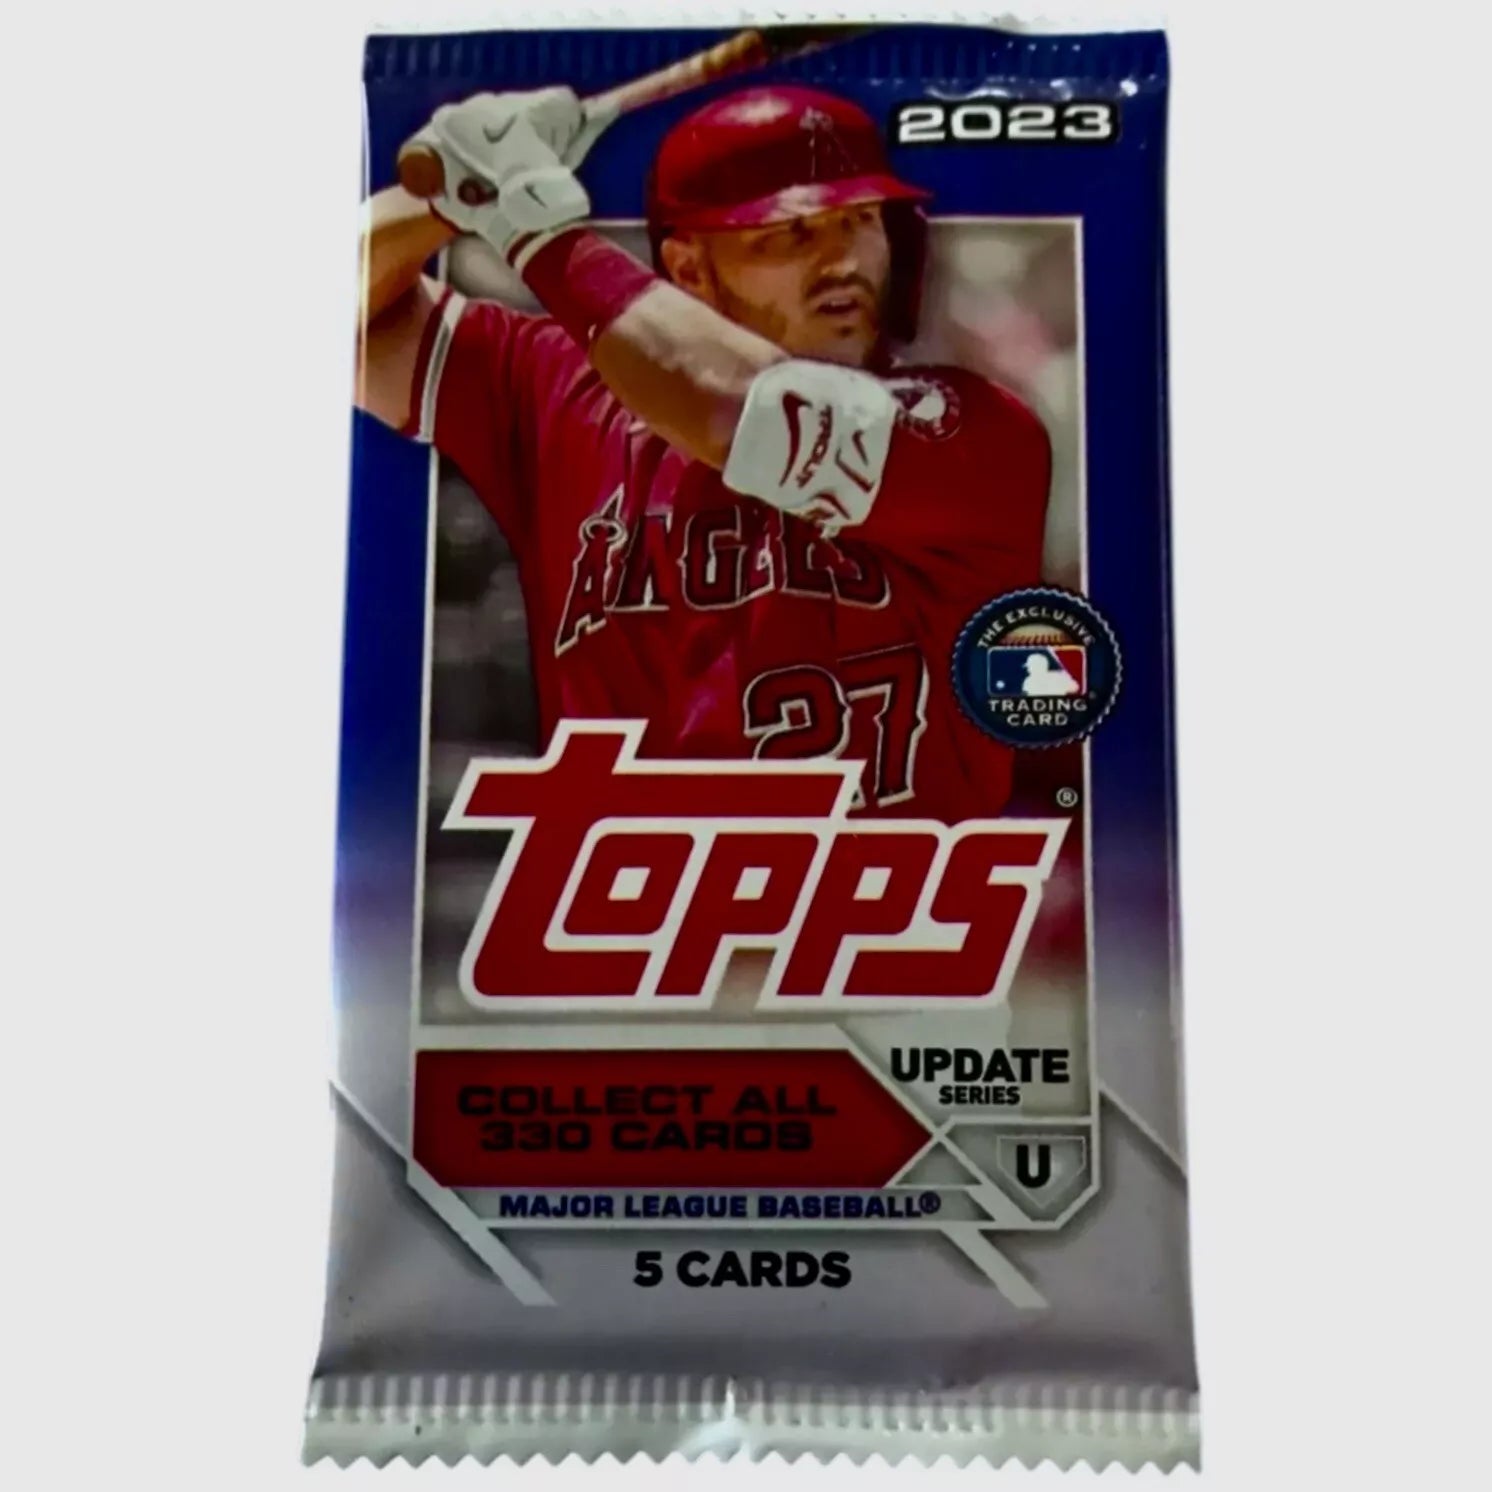 2023
TROUT
ANGELS
27
THE EXCLUSIVE
TRADING
CARD
®
topps
UPDATE
SERIES
COLLECT ALL
330 CARDS
U
MAJOR LEAGUE BASEBALL®
5 CARDS